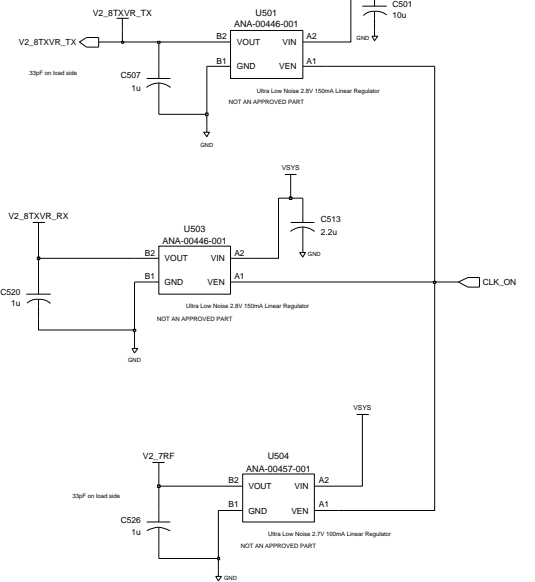 C501
10u
V2_8TXVR_TX
U501
ANA-00446-001
V2_8TXVR_TX
B2
VOUT
VIN
A2
GND
B1
GND
VEN
A1
33pF on load side
C507
1u
Ultra Low Noise 2.8V 150mA Linear Regulator
NOT AN APPROVED PART
GND
VSYS
V2_8TXVR_RX
C513
2.2u
U503
ANA-00446-001
B2
VOUT
VIN
A2
GND
B1
GND
VEN
A1
CLK_ON
C520
1u
Ultra Low Noise 2.8V 150mA Linear Regulator
NOT AN APPROVED PART
GND
VSYS
V2_7RF
U504
ANA-00457-001
B2
VOUT
VIN
A2
33pF on load side
B1
GND
VEN
A1
C526
1u
Ultra Low Noise 2.7V 100mA Linear Regulator
NOT AN APPROVED PART
GND